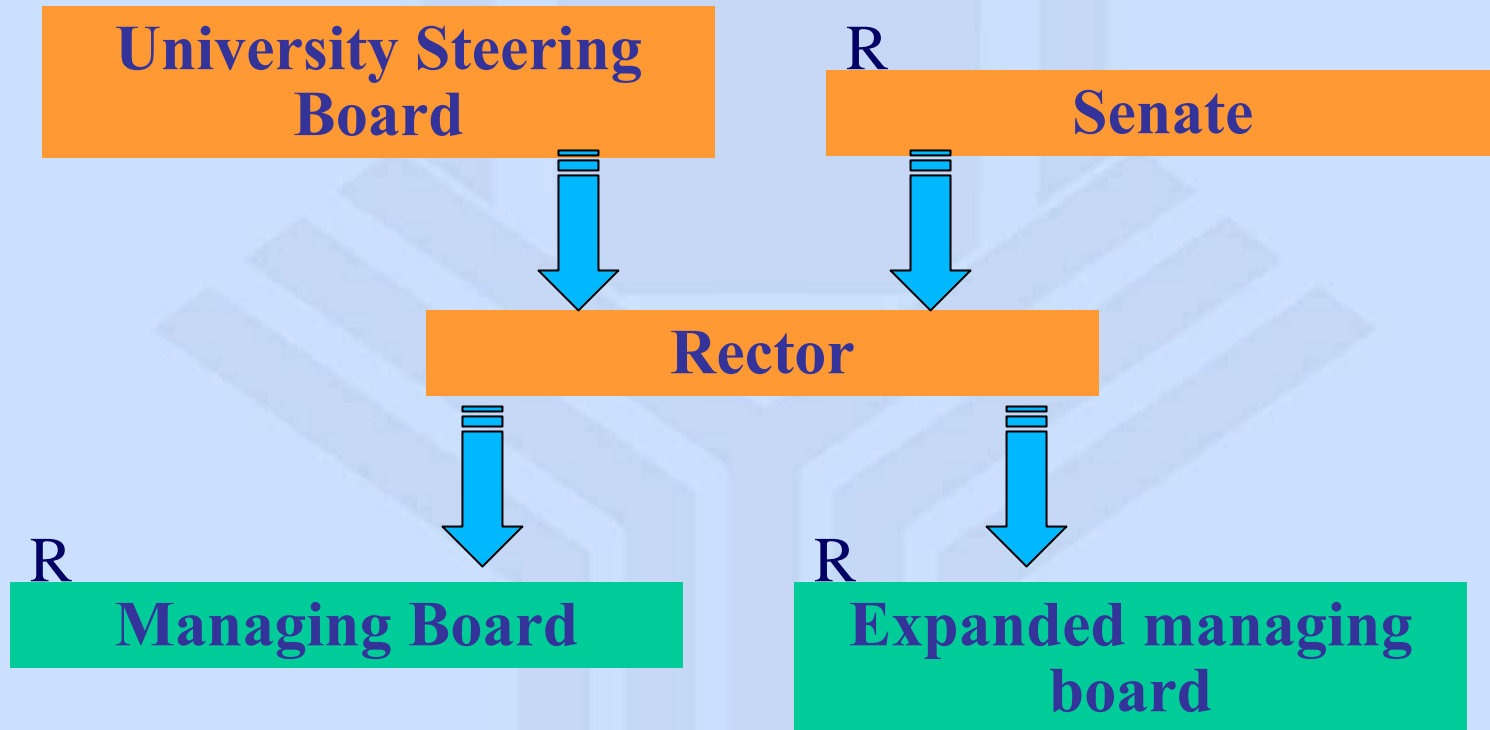 University Steering
Board
R
Senate
Rector
R
Managing Board
R
Expanded managing
board